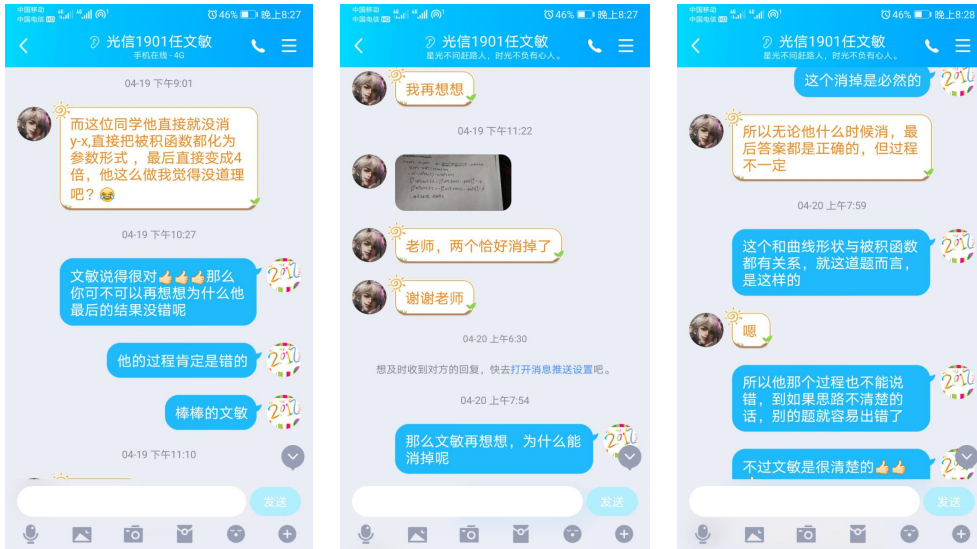 中国移动
中国电信 HD
46%
晚上8:27
光信1901任文敏
手机在线 - 4G
04-19 下午9:01
而这位同学他直接就没消
y-x,直接把被积函数都化为
参数形式，最后直接变成4
倍，他这么做我觉得没道理
吧？
04-19 下午10:27
文敏说得很对👍👍👍那么
你可不可以再想想为什么他
最后的结果没错呢
他的过程肯定是错的
棒棒的文敏
04-19 下午11:10
发送
中国移动
中国电信 HD
46%
晚上8:27
光信1901任文敏
星光不问赶路人，时光不负有心人。
我再想想
04-19 下午11:22
老师，两个恰好消掉了
谢谢老师
04-20 上午6:30
想及时收到对方的回复，快去打开消息推送设置吧。
04-20 上午7:54
那么文敏再想想，为什么能
消掉呢
发送
中国移动
中国电信 HD
46%
晚上8:28
光信1901任文敏
星光不问赶路人，时光不负有心人。
这个消掉是必然的
所以无论他什么时候消，最
后答案都是正确的，但过程
不一定
04-20 上午7:59
这个和曲线形状与被积函数
都有关系，就这道题而言，
是这样的
嗯
所以他那个过程也不能说
错，到如果思路不清楚的
话，别的题就容易出错了
不过文敏是很清楚的👍👍
发送